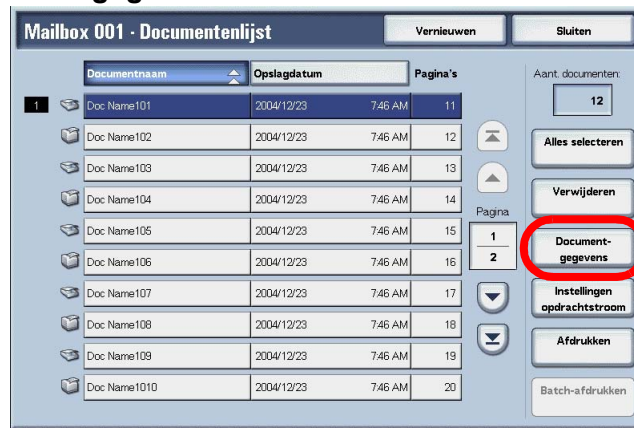 Mailbox 001 - Documentenlijst Vernieuwen Sluiten
Documentnaam Opslagdatum Pagina's Aant. documenten:
1 Doc Name101 2004/12/23 7:46 AM 11 12
Doc Name102 2004/12/23 7:46 AM 12 Alles selecteren
Doc Name103 2004/12/23 7:46 AM 13
Doc Name104 2004/12/23 7:46 AM 14 Verwijderen
Pagina
Doc Name105 2004/12/23 7:46 AM 15 1 Document-
Doc Name106 2004/12/23 7:46 AM 16 2 gegevens
Doc Name107 2004/12/23 7:46 AM 17 Instellingen
opdrachtstroom
Doc Name108 2004/12/23 7:46 AM 18 Afdrukken
Doc Name109 2004/12/23 7:46 AM 19
Doc Name1010 2004/12/23 7:46 AM 20 Batch-afdrukken